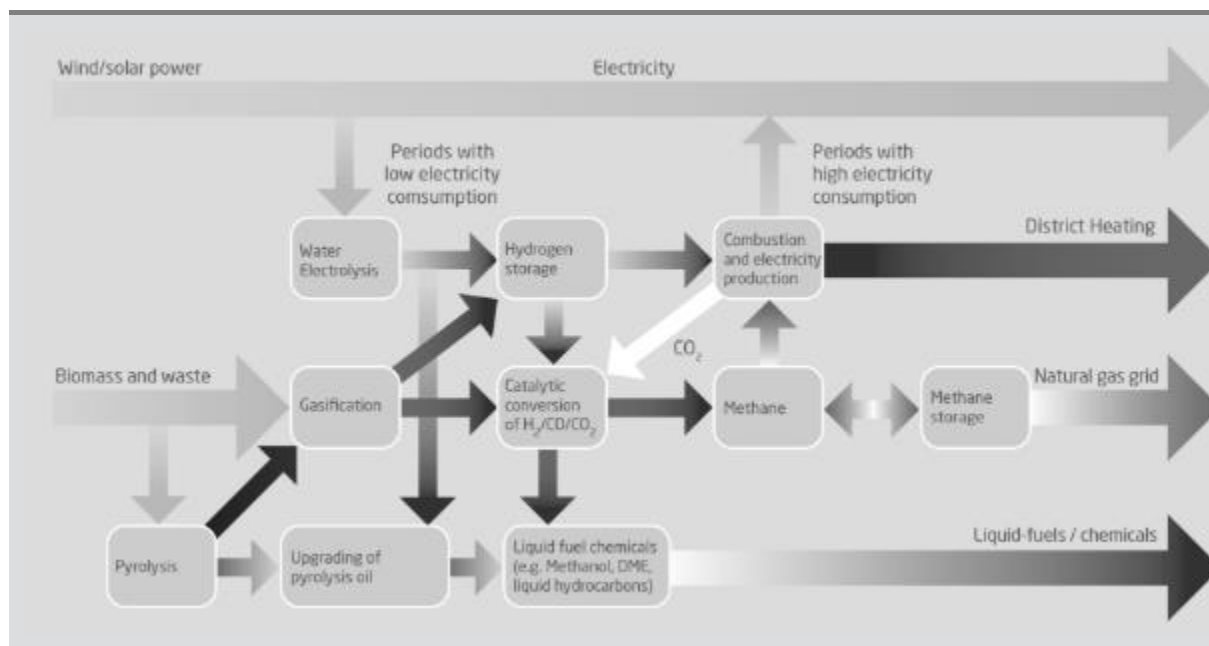 Wind/solar power
Electricity
Periods with
low electricity
comsumption
Periods with
high electricity
consumption
Water
Electrolysis
Hydrogen
storage
Combustion
and electricity
production
District Heating
CO₂
Biomass and waste
Gasification
Catalytic
conversion
of H₂/CO/CO₂
Methane
Methane
storage
Natural gas grid
Pyrolysis
Upgrading of
pyrolysis oil
Liquid fuel chemicals
(e.g. Methanol, DME,
liquid hydrocarbons)
Liquid-fuels / chemicals